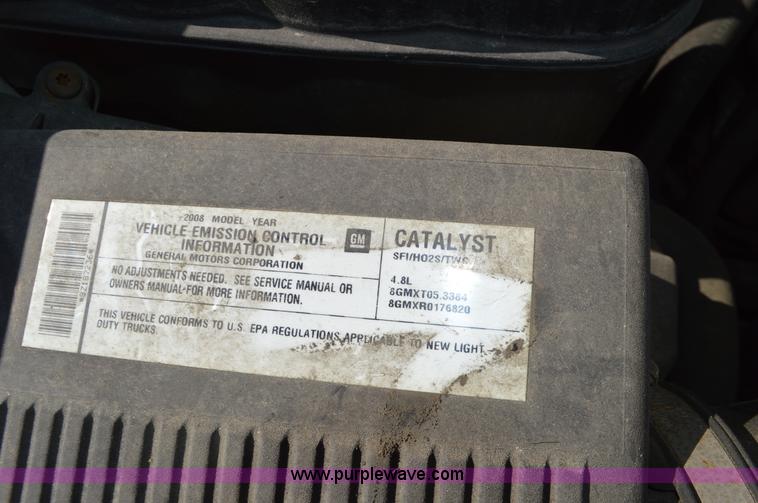 2008 MODEL YEAR
VEHICLE EMISSION CONTROL
INFORMATION
GENERAL MOTORS CORPORATION
GM
NO ADJUSTMENTS NEEDED. SEE SERVICE MANUAL OR
OWNERS MANUAL-FOR MORE INFORMATION.
CATALYST
SFI/HO2S/TWC
4.8L
8GMXT05.3384
8GMXR0176820
THIS VEHICLE CONFORMS TO U.S. EPA REGULATIONS APPLICABLE TO NEW LIGHT
DUTY TRUCKS.
www.purplewave.com